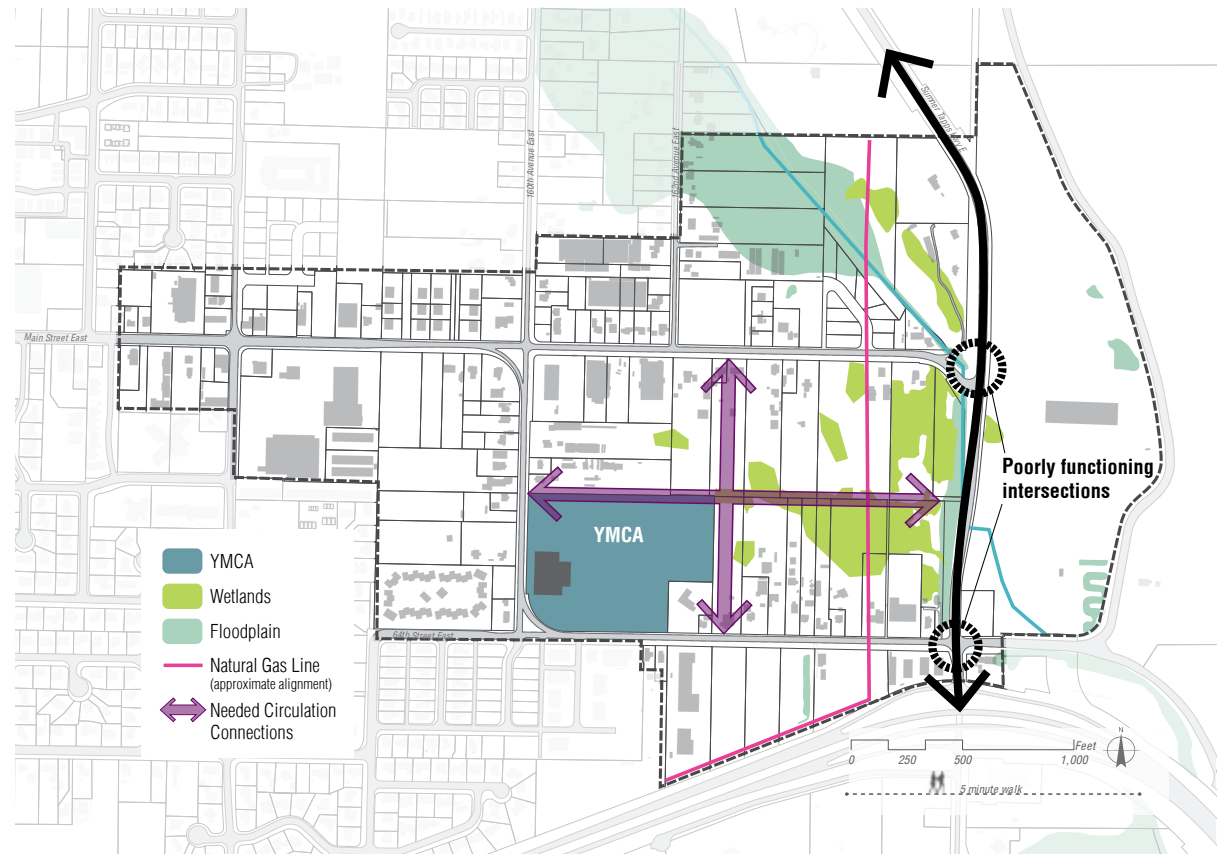 Sumner Tapps Hwy E
160th Avenue East
162nd Avenue East
Main Street East
Poorly functioning
intersections
YMCA
YMCA
Wetlands
Floodplain
Natural Gas Line
(approximate alignment)
Needed Circulation
Connections
64th Street East
N
Feet
0 250 500 1,000
5 minute walk